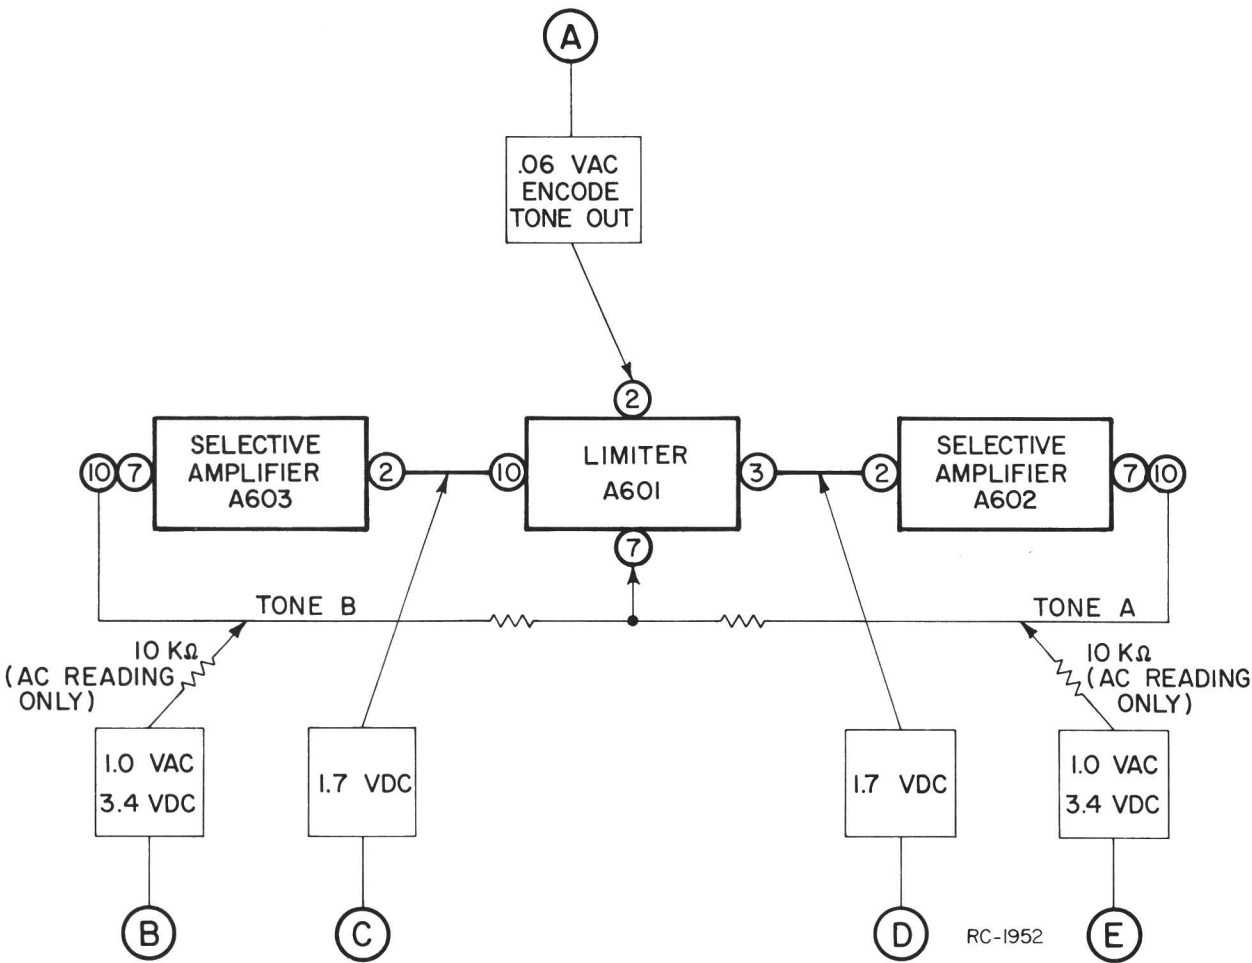 A
.06 VAC
ENCODE
TONE OUT
2
SELECTIVE
AMPLIFIER
A603
LIMITER
A601
SELECTIVE
AMPLIFIER
A602
10 7 2 10 3 2 7 10
7
TONE B
TONE A
10 KΩ
(AC READING
ONLY)
10 KΩ
(AC READING
ONLY)
1.0 VAC
3.4 VDC
1.7 VDC
1.7 VDC
1.0 VAC
3.4 VDC
B
C
D
RC-1952
E